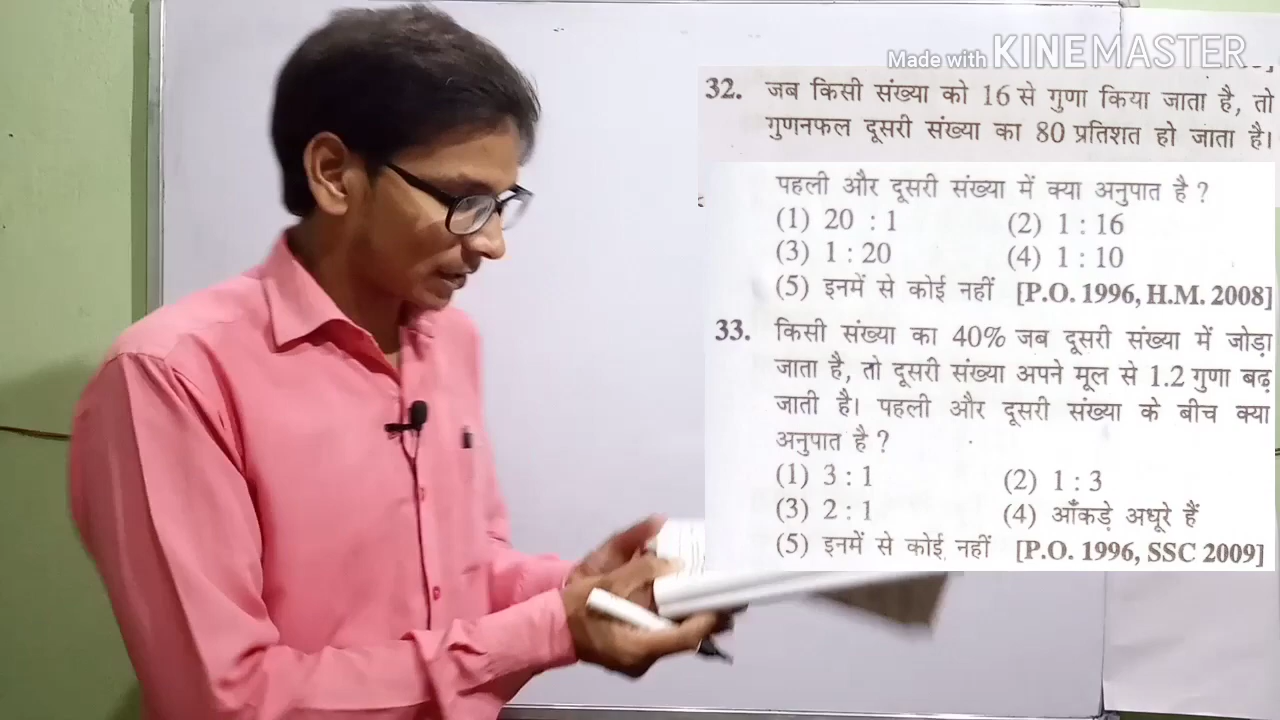 Made with KINEMASTER
32. जब किसी संख्या को 16 से गुणा किया जाता है, तो
गुणनफल दूसरी संख्या का 80 प्रतिशत हो जाता है।
पहली और दूसरी संख्या में क्या अनुपात है ?
(1) 20 : 1 (2) 1 : 16
(3) 1 : 20 (4) 1 : 10
(5) इनमें से कोई नहीं [P.O. 1996, H.M. 2008]
33. किसी संख्या का 40% जब दूसरी संख्या में जोड़ा
जाता है, तो दूसरी संख्या अपने मूल से 1.2 गुणा बढ़
जाती है। पहली और दूसरी संख्या के बीच क्या
अनुपात है ?
(1) 3 : 1 (2) 1 : 3
(3) 2 : 1 (4) आँकड़े अधूरे हैं
(5) इनमें से कोई नहीं [P.O. 1996, SSC 2009]